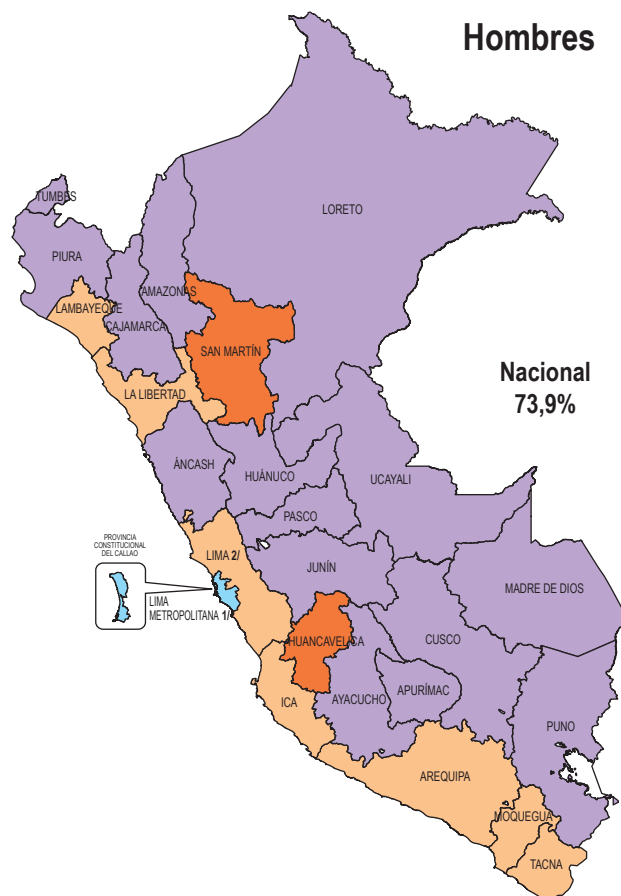 Hombres
TUMBES
LORETO
PIURA
AMAZONAS
LAMBAYEQUE
CAJAMARCA
SAN MARTÍN
Nacional
73,9%
LA LIBERTAD
ÁNCASH
HUÁNUCO
UCAYALI
PASCO
PROVINCIA
CONSTITUCIONAL
DEL CALLAO
LIMA 2/
JUNÍN
MADRE DE DIOS
LIMA
METROPOLITANA 1/
HUANCAVELICA
CUSCO
ICA
AYACUCHO
APURÍMAC
PUNO
AREQUIPA
MOQUEGUA
TACNA